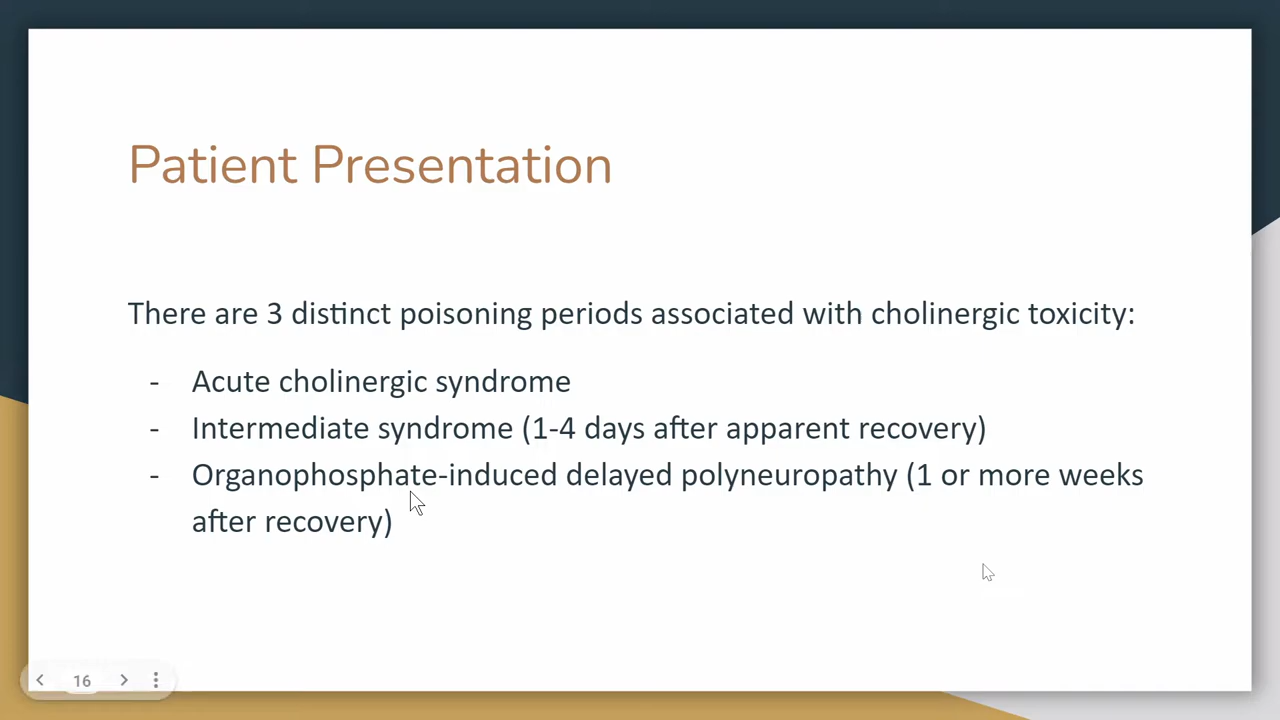 Patient Presentation
There are 3 distinct poisoning periods associated with cholinergic toxicity:
- Acute cholinergic syndrome
- Intermediate syndrome (1-4 days after apparent recovery)
- Organophosphate-induced delayed polyneuropathy (1 or more weeks
after recovery)
16